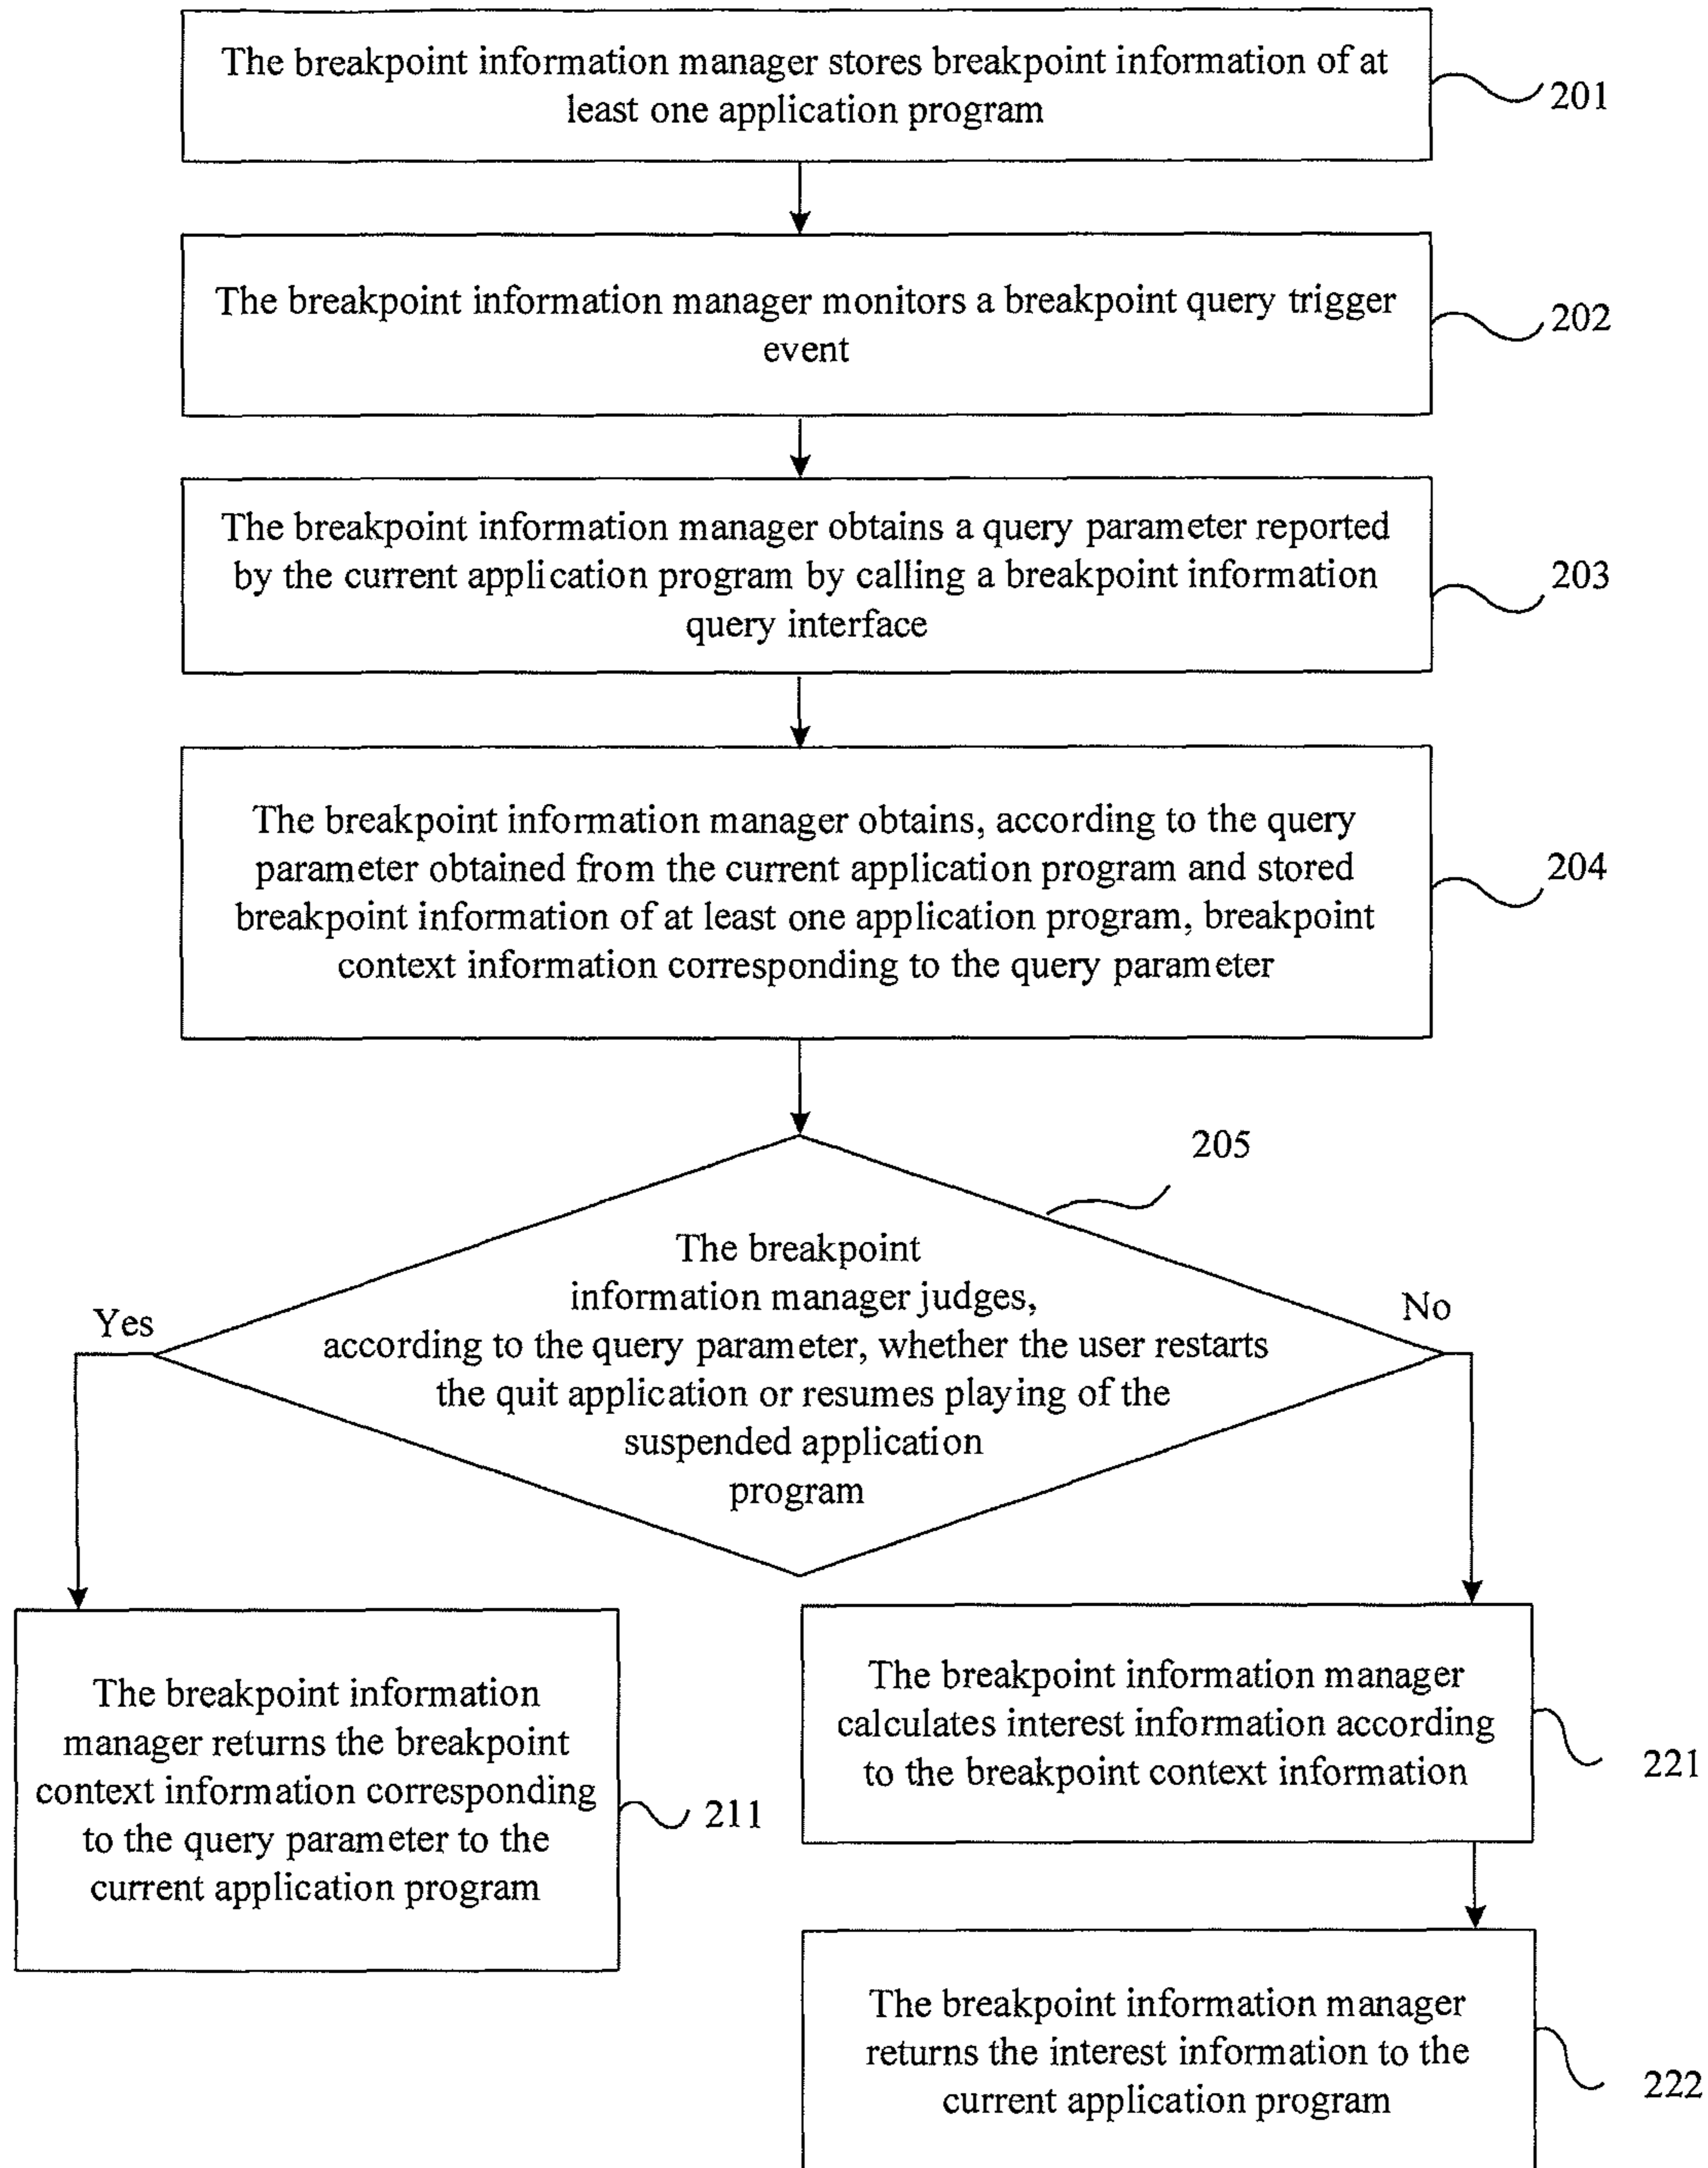 The breakpoint information manager stores breakpoint information of at
least one application program
201
The breakpoint information manager monitors a breakpoint query trigger
event
202
The breakpoint information manager obtains a query parameter reported
by the current application program by calling a breakpoint information
query interface
203
The breakpoint information manager obtains, according to the query
parameter obtained from the current application program and stored
breakpoint information of at least one application program, breakpoint
context information corresponding to the query parameter
204
205
The breakpoint
information manager judges,
according to the query parameter, whether the user restarts
the quit application or resumes playing of the
suspended application
program
Yes
No
The breakpoint information
manager returns the breakpoint
context information corresponding
to the query parameter to the
current application program
211
The breakpoint information manager
calculates interest information according
to the breakpoint context information
221
The breakpoint information manager
returns the interest information to the
current application program
222